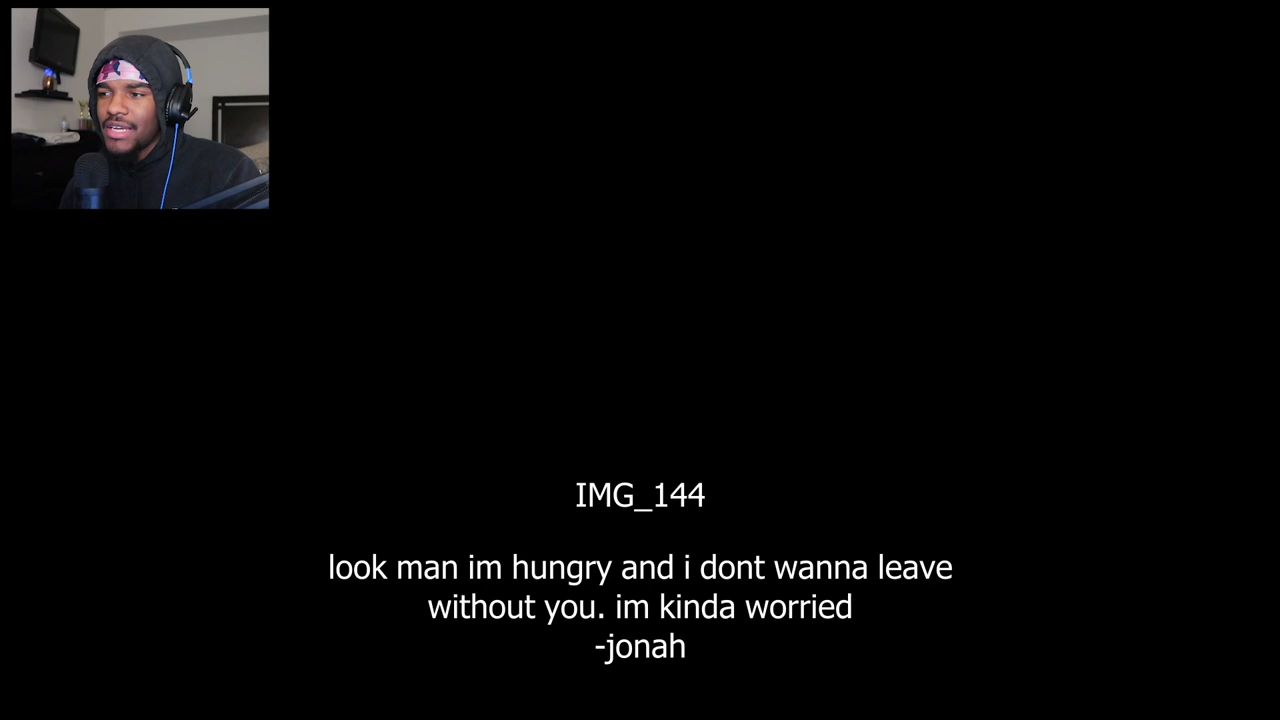 IMG_144
look man im hungry and i dont wanna leave
without you. im kinda worried
-jonah